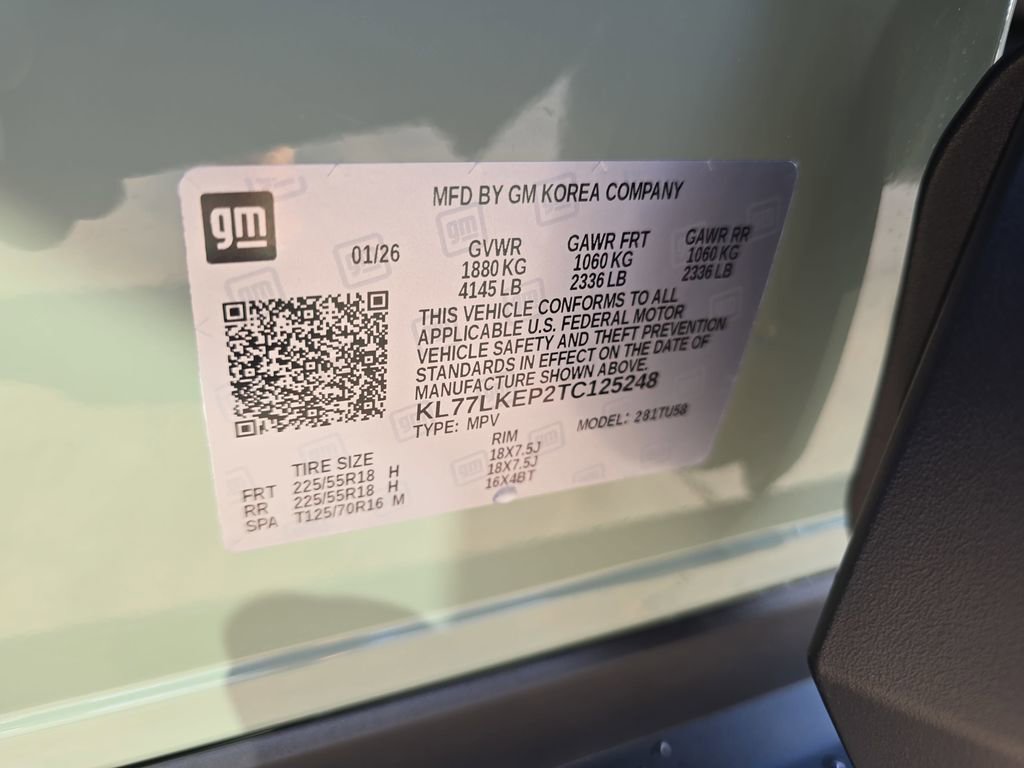 gm
MFD BY GM KOREA COMPANY
01/26 GVWR GAWR FRT GAWR RR
1880 KG 1060 KG 1060 KG
4145 LB 2336 LB 2336 LB
THIS VEHICLE CONFORMS TO ALL
APPLICABLE U.S. FEDERAL MOTOR
VEHICLE SAFETY AND THEFT PREVENTION
STANDARDS IN EFFECT ON THE DATE OF
MANUFACTURE SHOWN ABOVE.
KL77LKEP2TC125248
TYPE: MPV MODEL: 281TU58
TIRE SIZE RIM
FRT 225/55R18 H 18X7.5J
RR 225/55R18 H 18X7.5J
SPA T125/70R16 M 16X4BT